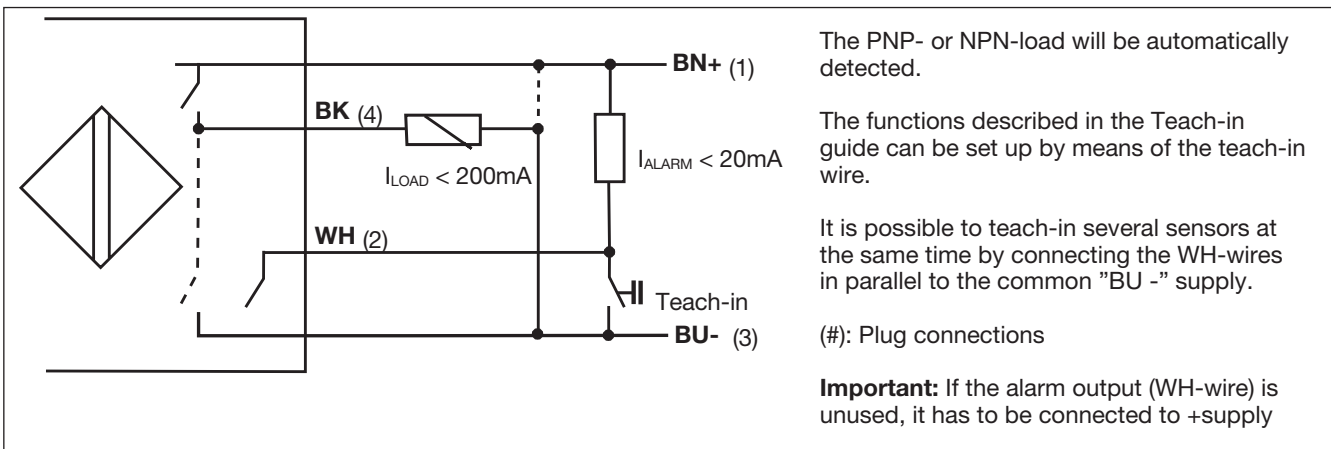 BN+ (1)
BK (4)
I_LOAD < 200mA
I_ALARM < 20mA
WH (2)
Teach-in
BU- (3)
The PNP- or NPN-load will be automatically
detected.
The functions described in the Teach-in
guide can be set up by means of the teach-in
wire.
It is possible to teach-in several sensors at
the same time by connecting the WH-wires
in parallel to the common ”BU -” supply.
(#): Plug connections
Important: If the alarm output (WH-wire) is
unused, it has to be connected to +supply